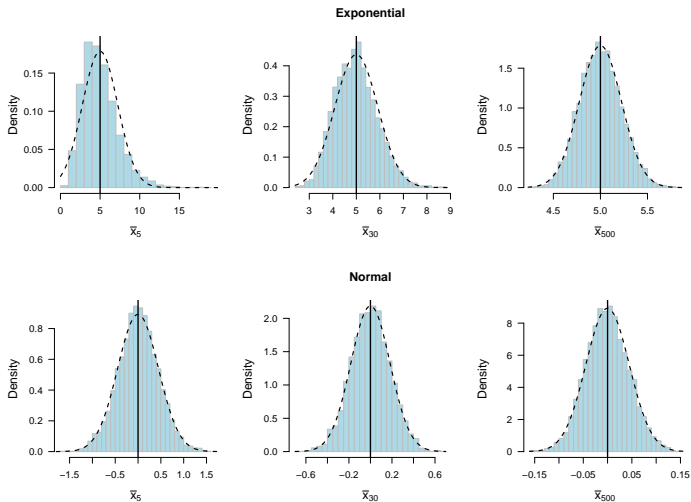 Exponential
Density
0.00
0.05
0.10
0.15
0 5 10 15
x̅5
Density
0.0
0.1
0.2
0.3
0.4
3 4 5 6 7 8 9
x̅30
Density
0.0
0.5
1.0
1.5
4.5 5.0 5.5
x̅500
Normal
Density
0.0
0.2
0.4
0.6
0.8
−1.5 −0.5 0.5 1.0 1.5
x̅5
Density
0.0
0.5
1.0
1.5
2.0
−0.6 −0.2 0.2 0.6
x̅30
Density
0
2
4
6
8
−0.15 −0.05 0.05 0.15
x̅500